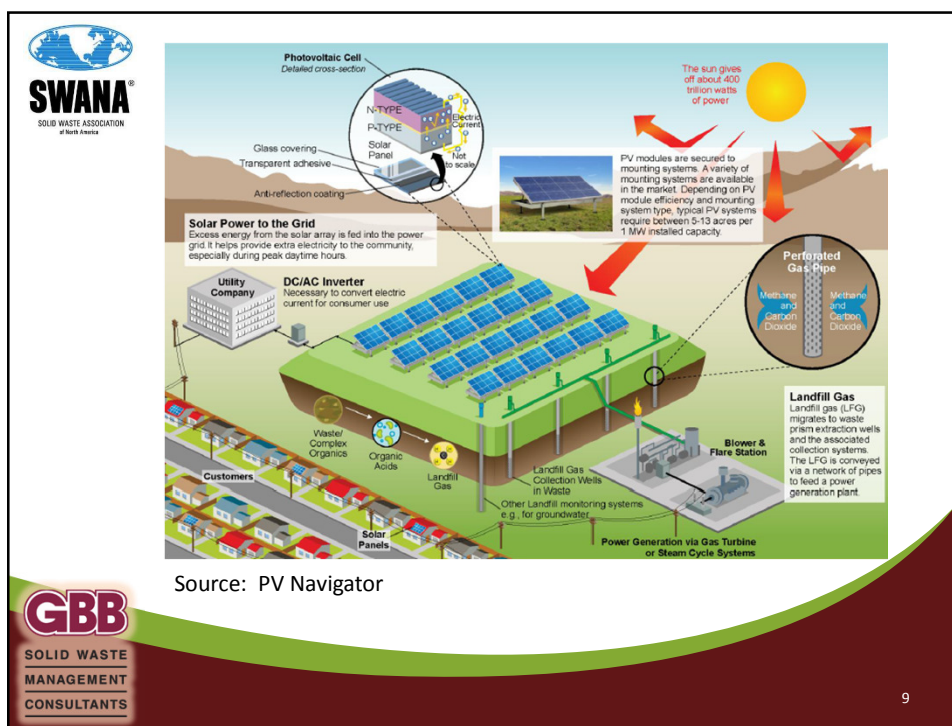 SWANA®
SOLID WASTE ASSOCIATION
of North America
Photovoltaic Cell
Detailed cross-section
N-TYPE
P-TYPE
Electric
Current
Solar
Panel
Not
to scale
Glass covering
Transparent adhesive
Anti-reflection coating
The sun gives
off about 400
trillion watts
of power
PV modules are secured to
mounting systems. A variety of
mounting systems are available
in the market. Depending on PV
module efficiency and mounting
system type, typical PV systems
require between 5-13 acres per
1 MW installed capacity.
Solar Power to the Grid
Excess energy from the solar array is fed into the power
grid. It helps provide extra electricity to the community,
especially during peak daytime hours.
Utility
Company
DC/AC Inverter
Necessary to convert electric
current for consumer use
Perforated
Gas Pipe
Methane
and
Carbon
Dioxide
Methane
and
Carbon
Dioxide
Landfill Gas
Landfill gas (LFG)
migrates to waste
prism extraction wells
and the associated
collection systems.
The LFG is conveyed
via a network of pipes
to feed a power
generation plant.
Waste/
Complex
Organics
Organic
Acids
Landfill
Gas
Blower &
Flare Station
Landfill Gas
Collection Wells
in Waste
Other Landfill monitoring systems
e.g., for groundwater
Customers
Solar
Panels
Power Generation via Gas Turbine
or Steam Cycle Systems
Source: PV Navigator
GBB
SOLID WASTE
MANAGEMENT
CONSULTANTS
9